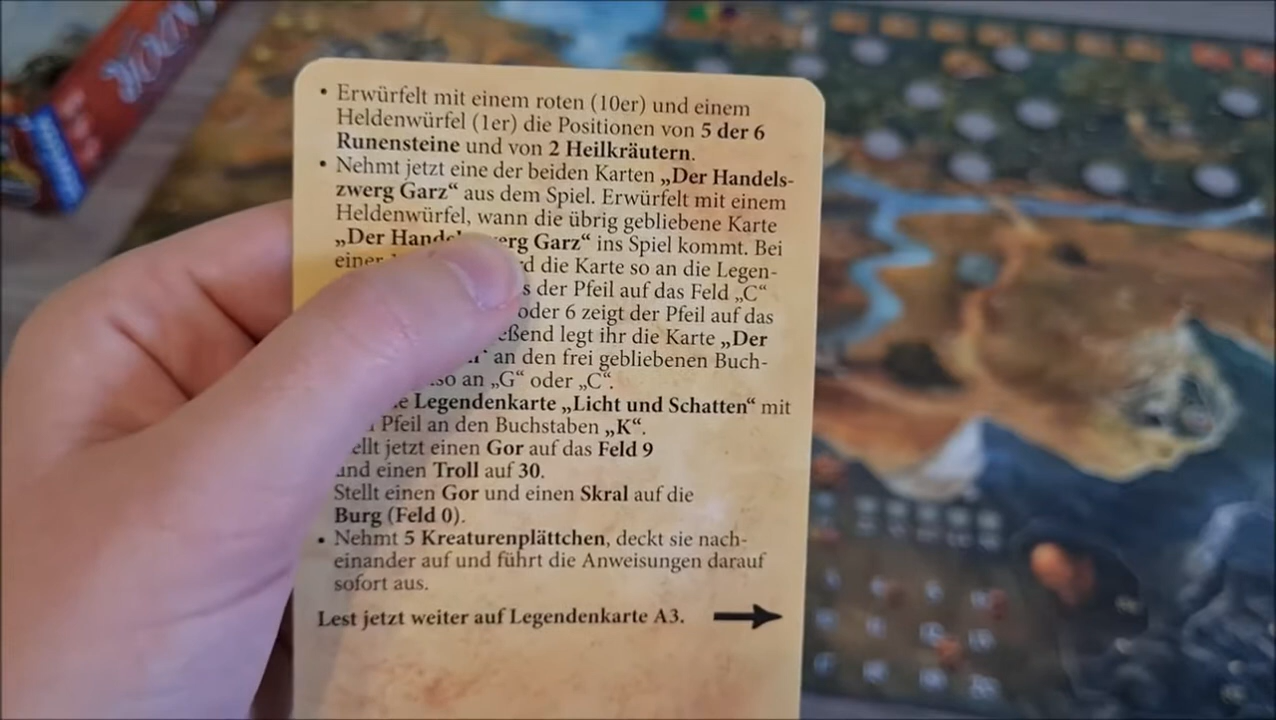 • Erwürfelt mit einem roten (10er) und einem
Heldenwürfel (1er) die Positionen von 5 der 6
Runensteine und von 2 Heilkräutern.
• Nehmt jetzt eine der beiden Karten „Der Handels-
zwerg Garz“ aus dem Spiel. Erwürfelt mit einem
Heldenwürfel, wann die übrig gebliebene Karte
„Der Garz“ ins Spiel kommt. Bei
einer die Karte so an die Legen-
der Pfeil auf das Feld „C“
oder 6 zeigt der Pfeil auf das
legt ihr die Karte „Der
an den frei gebliebenen Buch-
an „G“ oder „C“.
Legendenkarte „Licht und Schatten“ mit
Pfeil an den Buchstaben „K“.
jetzt einen Gor auf das Feld 9
und einen Troll auf 30.
Stellt einen Gor und einen Skral auf die
Burg (Feld 0).
• Nehmt 5 Kreaturenplättchen, deckt sie nach-
einander auf und führt die Anweisungen darauf
sofort aus.
Lest jetzt weiter auf Legendenkarte A3.